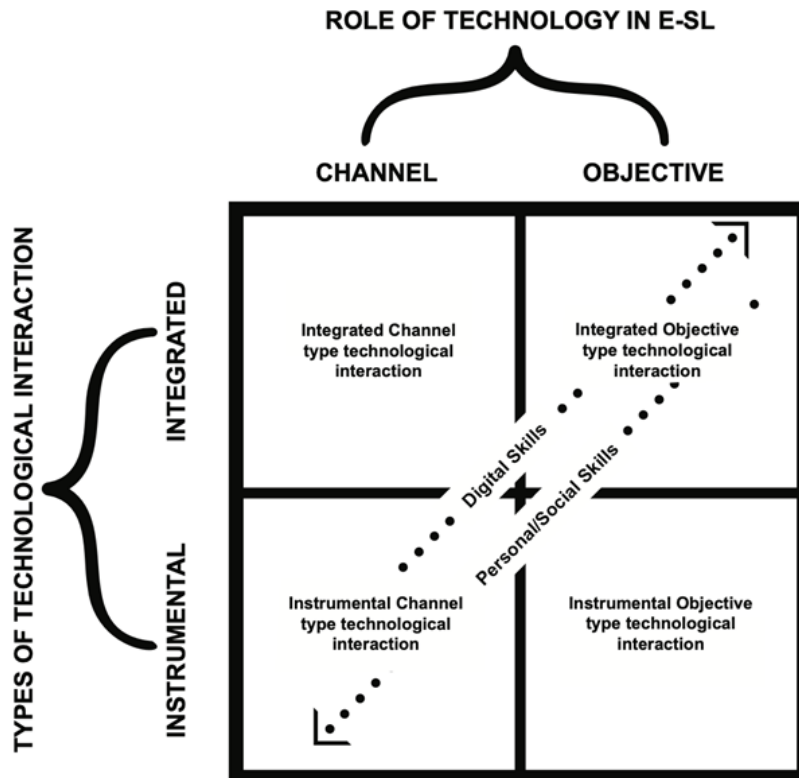 ROLE OF TECHNOLOGY IN E-SL
CHANNEL
OBJECTIVE
TYPES OF TECHNOLOGICAL INTERACTION
INTEGRATED
INSTRUMENTAL
Integrated Channel
type technological
interaction
Integrated Objective
type technological
interaction
Digital Skills
Personal/Social Skills
Instrumental Channel
type technological
interaction
Instrumental Objective
type technological
interaction